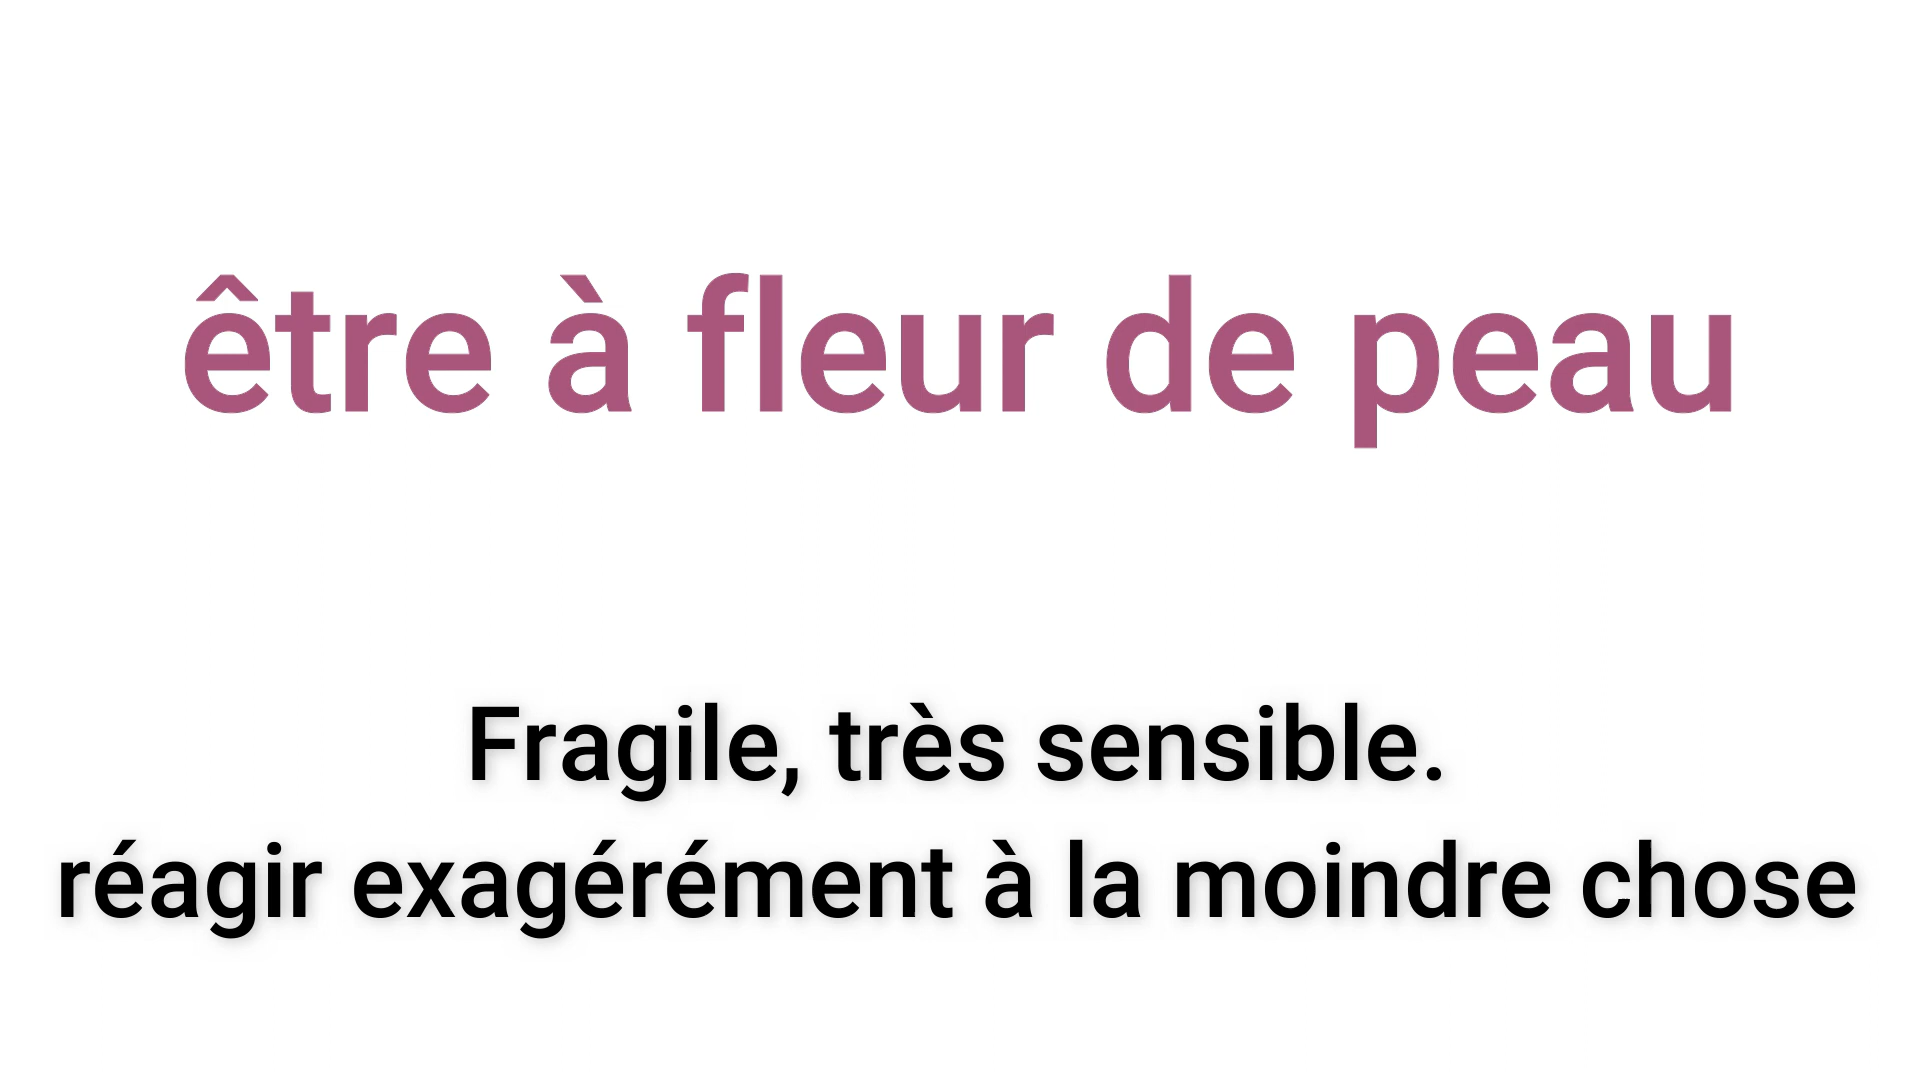 être à fleur de peau
Fragile, très sensible.
réagir exagérément à la moindre chose